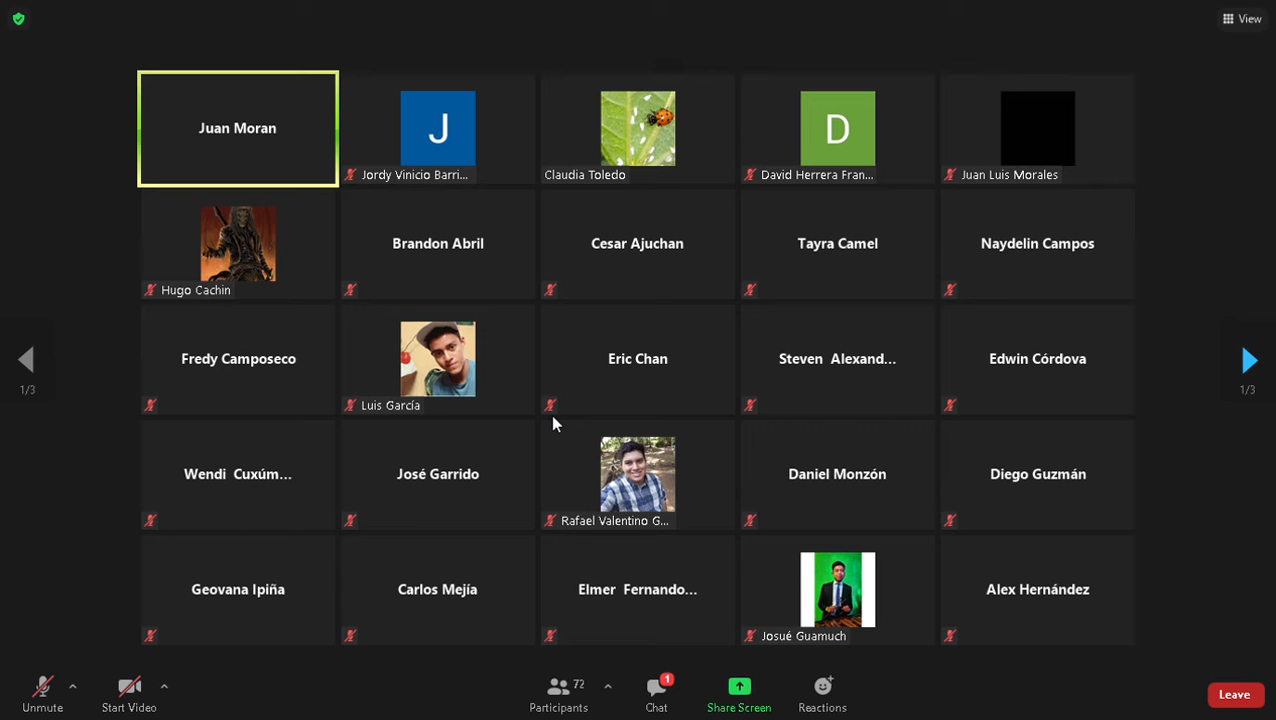 View
Juan Moran
J
Jordy Vinicio Barri...
Claudia Toledo
D
David Herrera Fran...
Juan Luis Morales
Hugo Cachin
Brandon Abril
Cesar Ajuchan
Tayra Camel
Naydelin Campos
Fredy Camposeco
Luis García
Eric Chan
Steven Alexand...
Edwin Córdova
Wendi Cuxúm...
José Garrido
Rafael Valentino G...
Daniel Monzón
Diego Guzmán
Geovana Ipiña
Carlos Mejía
Elmer Fernando...
Josué Guamuch
Alex Hernández
1/3
1/3
Unmute
Start Video
72
Participants
1
Chat
Share Screen
Reactions
Leave